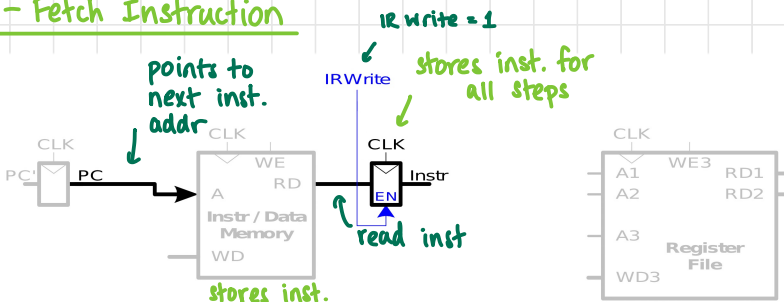 - Fetch Instruction
IR Write = 1
points to
next inst.
addr
IRWrite
stores inst. for
all steps
CLK
CLK
CLK
CLK
PC'
PC
WE
RD
A
Instr / Data
Memory
WD
EN
Instr
read inst
stores inst.
WE3
A1
RD1
A2
RD2
A3
Register
File
WD3